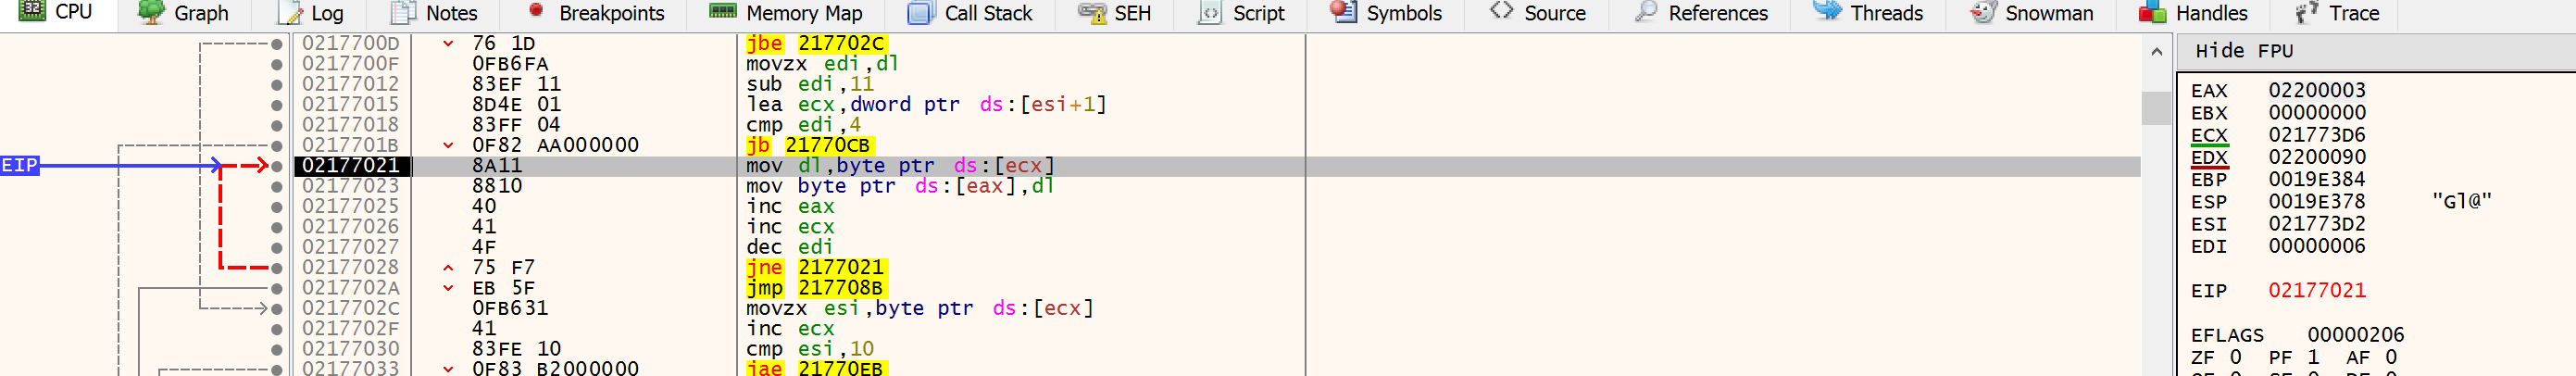 CPU Graph Log Notes Breakpoints Memory Map Call Stack SEH Script Symbols Source References Threads Snowman Handles Trace
0217700D 76 1D jbe 217702C
0217700F 0FB6FA movzx edi,dl
02177012 83EF 11 sub edi,11
02177015 8D4E 01 lea ecx,dword ptr ds:[esi+1]
02177018 83FF 04 cmp edi,4
0217701B 0F82 AA000000 jb 21770CB
EIP 02177021 8A11 mov dl,byte ptr ds:[ecx]
02177023 8810 mov byte ptr ds:[eax],dl
02177025 40 inc eax
02177026 41 inc ecx
02177027 4F dec edi
02177028 75 F7 jne 2177021
0217702A EB 5F jmp 217708B
0217702C 0FB631 movzx esi,byte ptr ds:[ecx]
0217702F 41 inc ecx
02177030 83FE 10 cmp esi,10
02177033 0F83 B2000000 jae 21770EB
Hide FPU
EAX 02200003
EBX 00000000
ECX 021773D6
EDX 02200090
EBP 0019E384
ESP 0019E378 "Gl@"
ESI 021773D2
EDI 00000006
EIP 02177021
EFLAGS 00000206
ZF 0 PF 1 AF 0